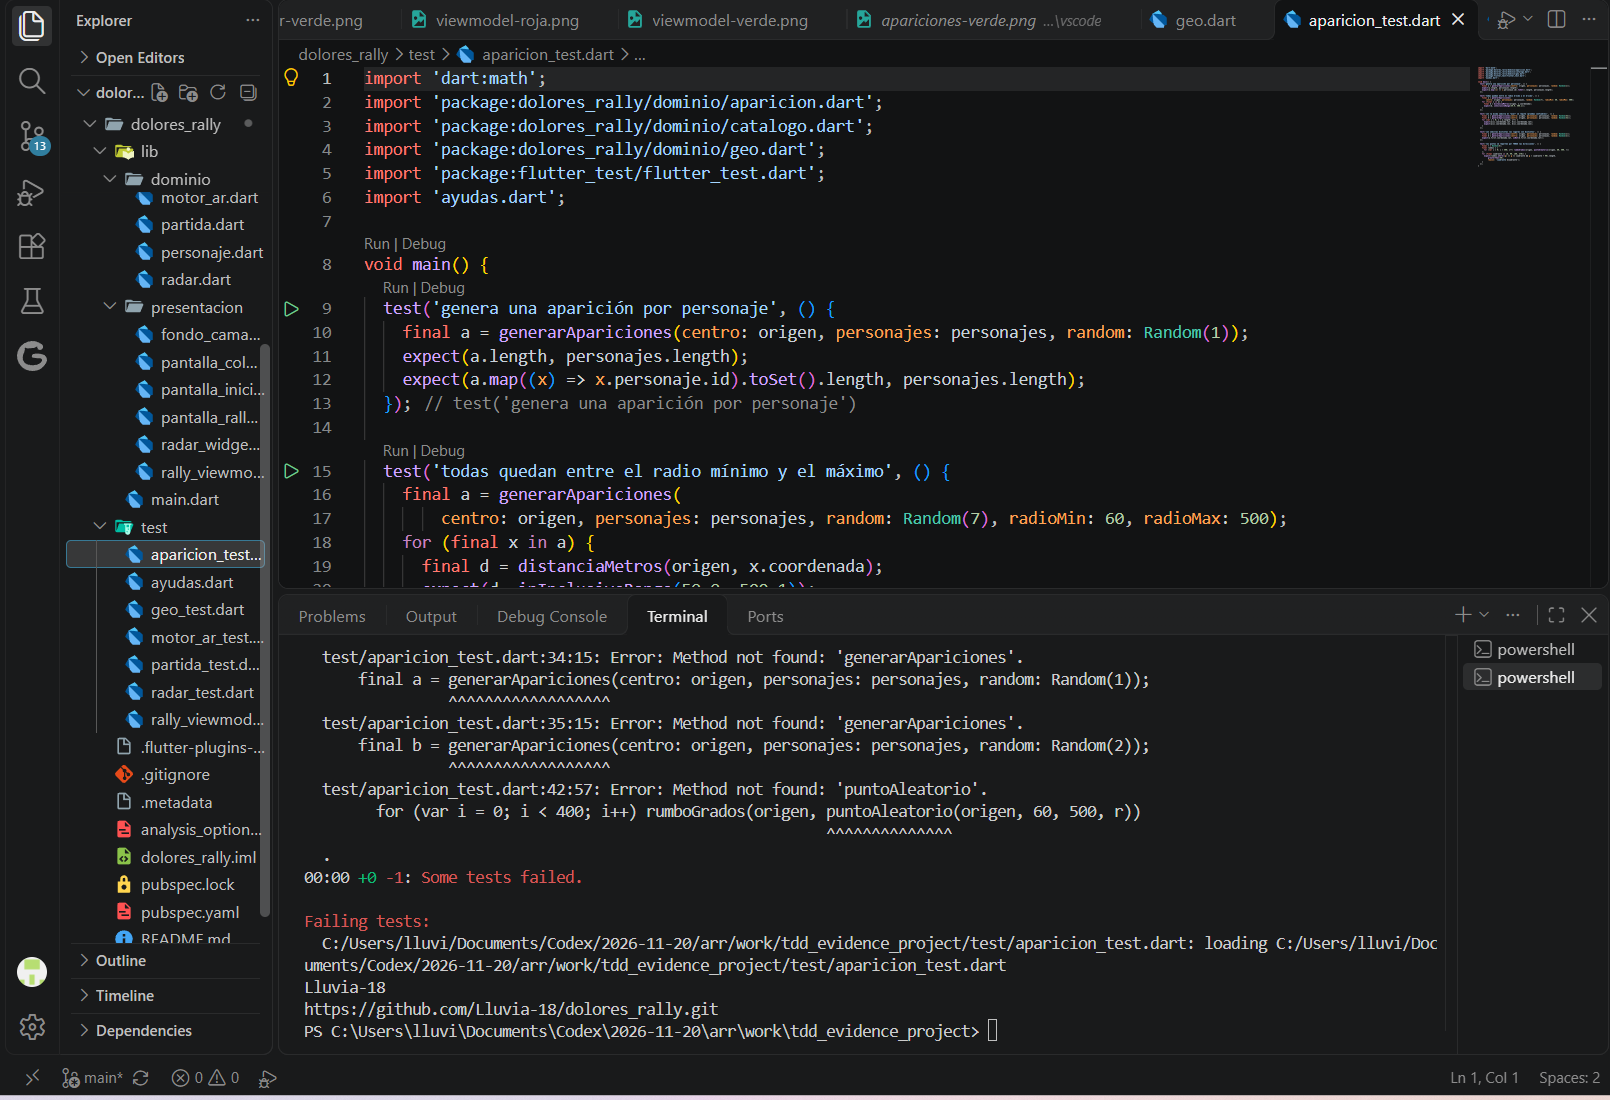 Explorer
Open Editors
dolor...
dolores_rally
lib
dominio
motor_ar.dart
partida.dart
personaje.dart
radar.dart
presentacion
fondo_cama...
pantalla_col...
pantalla_inici...
pantalla_rall...
radar_widge...
rally_viewmo...
main.dart
test
aparicion_test...
ayudas.dart
geo_test.dart
motor_ar_test....
partida_test.d...
radar_test.dart
rally_viewmod...
.flutter-plugins-...
.gitignore
.metadata
analysis_option...
dolores_rally.iml
pubspec.lock
pubspec.yaml
README.md
Outline
Timeline
Dependencies
13
r-verde.png
viewmodel-roja.png
viewmodel-verde.png
apariciones-verde.png ...\vscode
geo.dart
aparicion_test.dart
dolores_rally > test > aparicion_test.dart > ...
1 import 'dart:math';
2 import 'package:dolores_rally/dominio/aparicion.dart';
3 import 'package:dolores_rally/dominio/catalogo.dart';
4 import 'package:dolores_rally/dominio/geo.dart';
5 import 'package:flutter_test/flutter_test.dart';
6 import 'ayudas.dart';
7
Run | Debug
8 void main() {
Run | Debug
9 test('genera una aparición por personaje', () {
10 final a = generarApariciones(centro: origen, personajes: personajes, random: Random(1));
11 expect(a.length, personajes.length);
12 expect(a.map((x) => x.personaje.id).toSet().length, personajes.length);
13 }); // test('genera una aparición por personaje')
14
Run | Debug
15 test('todas quedan entre el radio mínimo y el máximo', () {
16 final a = generarApariciones(
17 centro: origen, personajes: personajes, random: Random(7), radioMin: 60, radioMax: 500);
18 for (final x in a) {
19 final d = distanciaMetros(origen, x.coordenada);
Problems
Output
Debug Console
Terminal
Ports
test/aparicion_test.dart:34:15: Error: Method not found: 'generarApariciones'.
final a = generarApariciones(centro: origen, personajes: personajes, random: Random(1));
^^^^^^^^^^^^^^^^^^
test/aparicion_test.dart:35:15: Error: Method not found: 'generarApariciones'.
final b = generarApariciones(centro: origen, personajes: personajes, random: Random(2));
^^^^^^^^^^^^^^^^^^
test/aparicion_test.dart:42:57: Error: Method not found: 'puntoAleatorio'.
for (var i = 0; i < 400; i++) rumboGrados(origen, puntoAleatorio(origen, 60, 500, r))
^^^^^^^^^^^^^^
.
00:00 +0 -1: Some tests failed.
Failing tests:
C:/Users/lluvi/Documents/Codex/2026-11-20/arr/work/tdd_evidence_project/test/aparicion_test.dart: loading C:/Users/lluvi/Doc
uments/Codex/2026-11-20/arr/work/tdd_evidence_project/test/aparicion_test.dart
Lluvia-18
https://github.com/Lluvia-18/dolores_rally.git
PS C:\Users\lluvi\Documents\Codex\2026-11-20\arr\work\tdd_evidence_project>
powershell
powershell
main*
0
0
Ln 1, Col 1
Spaces: 2